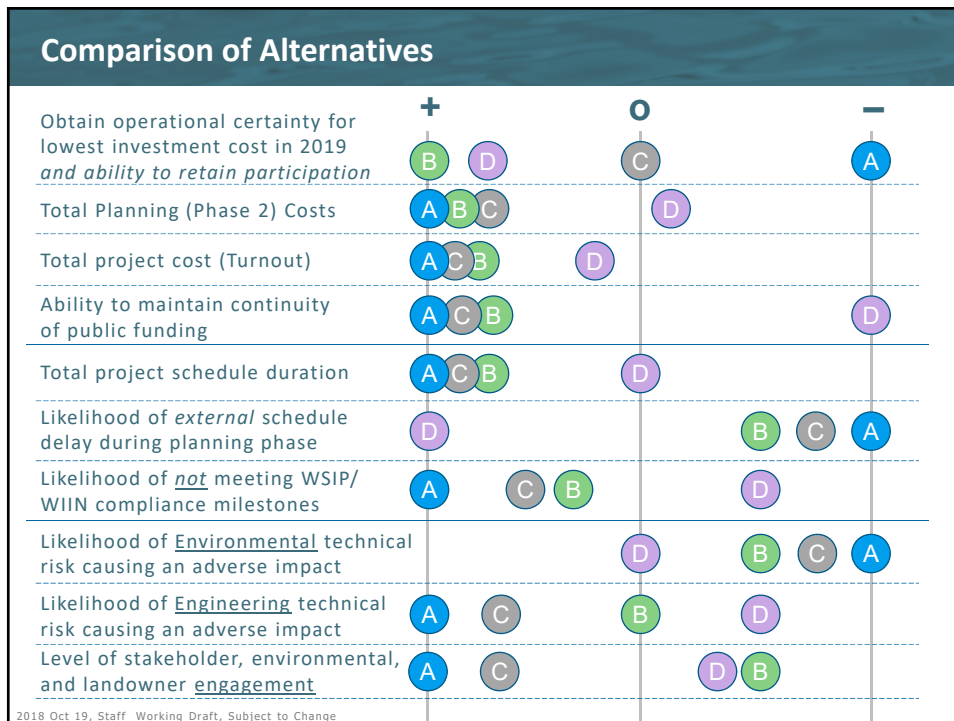 Comparison of Alternatives
+ o –
Obtain operational certainty for
lowest investment cost in 2019
and ability to retain participation
B D C A
Total Planning (Phase 2) Costs
A B C D
Total project cost (Turnout)
A C B D
Ability to maintain continuity
of public funding
A C B D
Total project schedule duration
A C B D
Likelihood of external schedule
delay during planning phase
D B C A
Likelihood of not meeting WSIP/
WIIN compliance milestones
A C B D
Likelihood of Environmental technical
risk causing an adverse impact
D B C A
Likelihood of Engineering technical
risk causing an adverse impact
A C B D
Level of stakeholder, environmental,
and landowner engagement
A C D B
2018 Oct 19, Staff Working Draft, Subject to Change